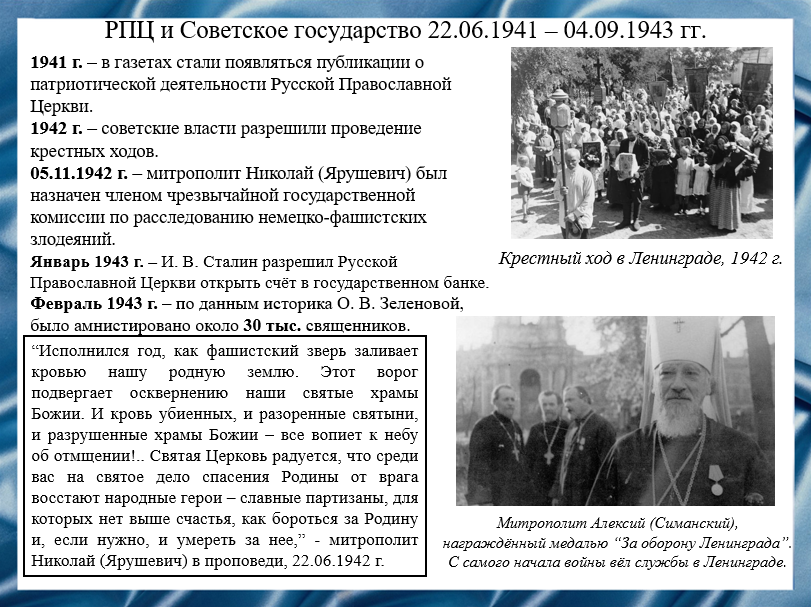 РПЦ и Советское государство 22.06.1941 – 04.09.1943 гг.
1941 г. – в газетах стали появляться публикации о
патриотической деятельности Русской Православной
Церкви.
1942 г. – советские власти разрешили проведение
крестных ходов.
05.11.1942 г. – митрополит Николай (Ярушевич) был
назначен членом чрезвычайной государственной
комиссии по расследованию немецко-фашистских
злодеяний.
Январь 1943 г. – И. В. Сталин разрешил Русской
Православной Церкви открыть счёт в государственном банке.
Февраль 1943 г. – по данным историка О. В. Зеленовой,
было амнистировано около 30 тыс. священников.
“Исполнился год, как фашистский зверь заливает
кровью нашу родную землю. Этот ворог
подвергает осквернению наши святые храмы
Божии. И кровь убиенных, и разоренные святыни,
и разрушенные храмы Божии – все вопиет к небу
об отмщении!.. Святая Церковь радуется, что среди
вас на святое дело спасения Родины от врага
восстают народные герои – славные партизаны, для
которых нет выше счастья, как бороться за Родину
и, если нужно, и умереть за нее,” - митрополит
Николай (Ярушевич) в проповеди, 22.06.1942 г.
Крестный ход в Ленинграде, 1942 г.
Митрополит Алексий (Симанский),
награждённый медалью “За оборону Ленинграда”.
С самого начала войны вёл службы в Ленинграде.